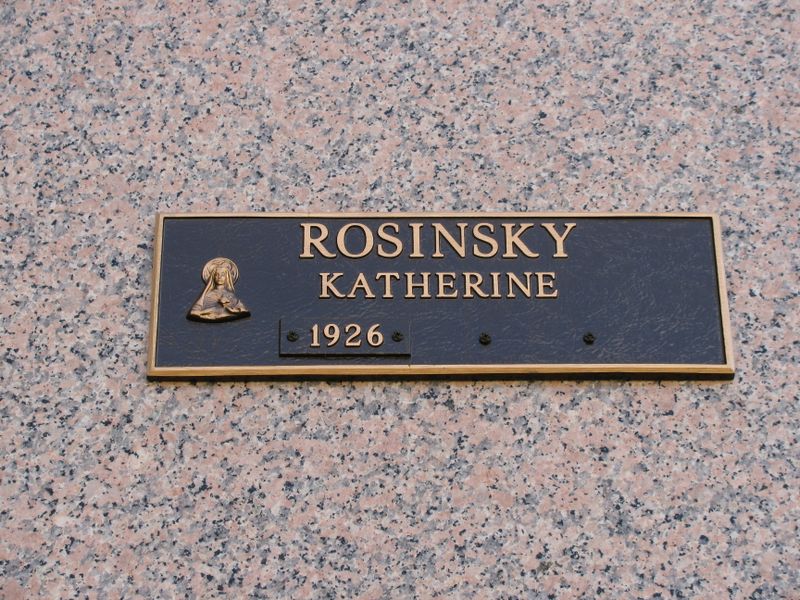 ROSINSKY
KATHERINE
1926